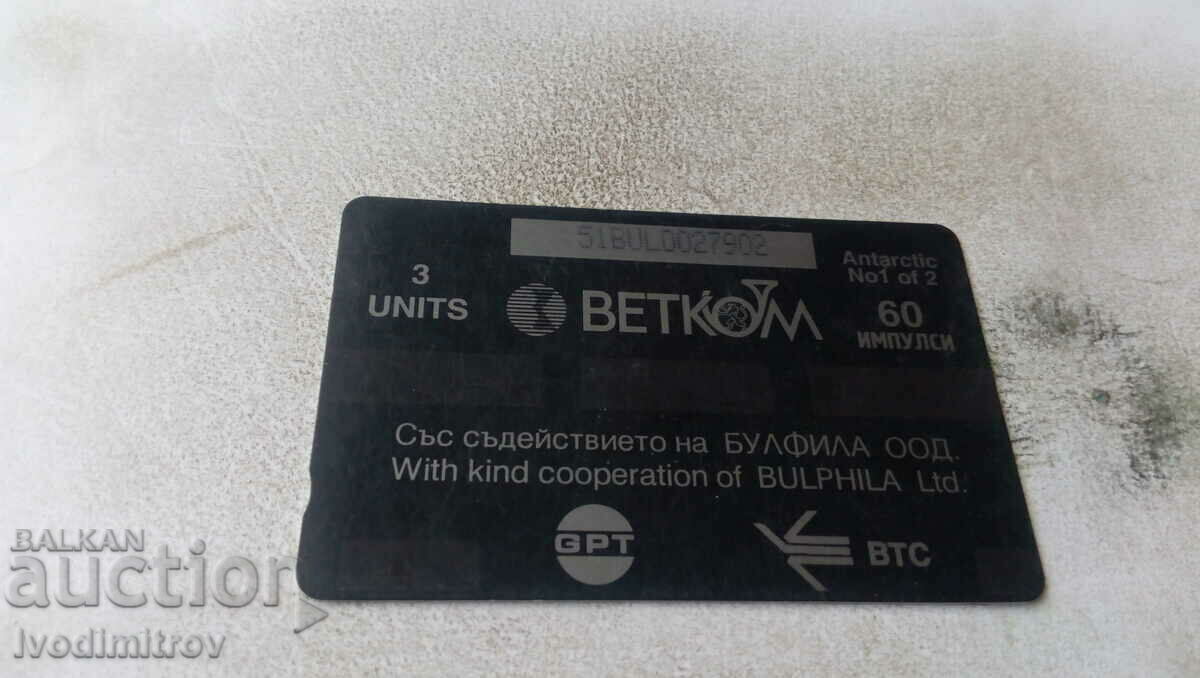 51BUL0027902
3
UNITS
BETKOM
Antarctic
No1 of 2
60
ИМПУЛСИ
Със съдействието на БУЛФИЛА ООД.
With kind cooperation of BULPHILA Ltd.
GPT
BTC
BALKAN
auction
Ivodimitrov